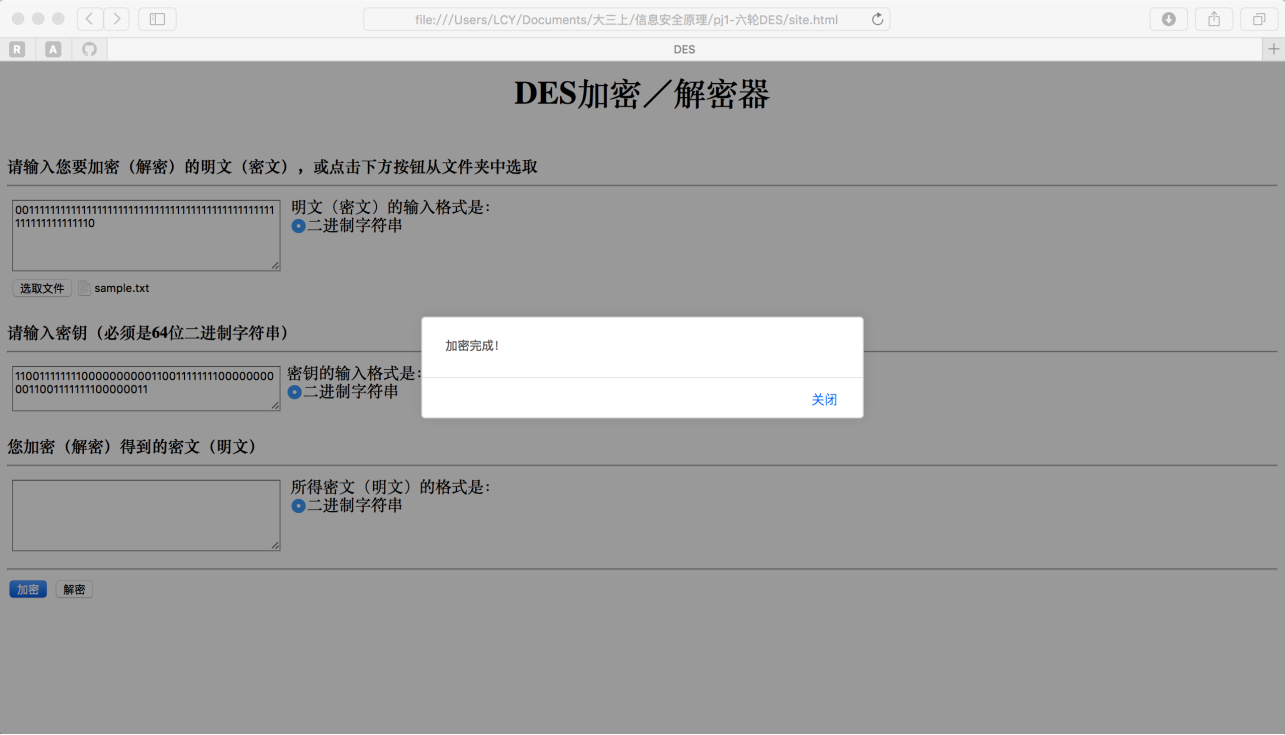 file:///Users/LCY/Documents/大三上/信息安全原理/pj1-六轮DES/site.html
R A DES
DES加密／解密器
请输入您要加密（解密）的明文（密文），或点击下方按钮从文件夹中选取
明文（密文）的输入格式是：
二进制字符串
1111111111111110
选取文件 sample.txt
请输入密钥（必须是64位二进制字符串）
加密完成！
密钥的输入格式是：
二进制字符串
11001111111100000000000110011111111100000000
0011001111111100000011
关闭
您加密（解密）得到的密文（明文）
所得密文（明文）的格式是：
二进制字符串
加密 解密